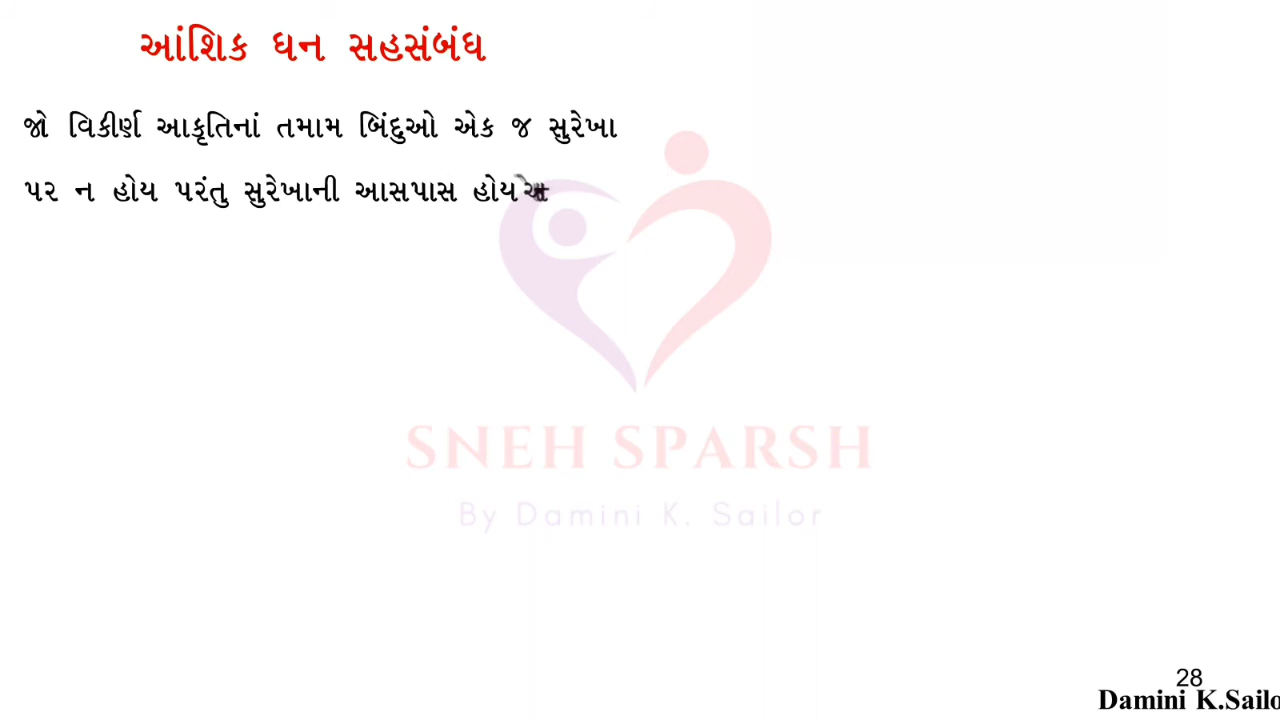 આંશિક ધન સહસંબંધ
જો વિકીર્ણ આકૃતિનાં તમામ બિંદુઓ એક જ સુરેખા
પર ન હોય પરંતુ સુરેખાની આસપાસ હોય
SNEH SPARSH
By Damini K. Sailor
28
Damini K.Sailo